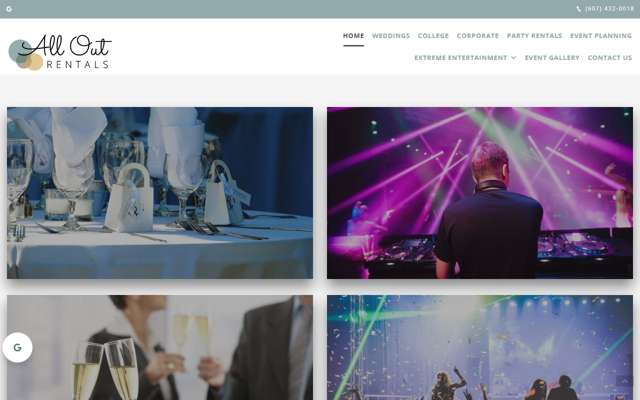 G
(607) 432-0018
All Out
RENTALS
HOME WEDDINGS COLLEGE CORPORATE PARTY RENTALS EVENT PLANNING
EXTREME ENTERTAINMENT EVENT GALLERY CONTACT US
G